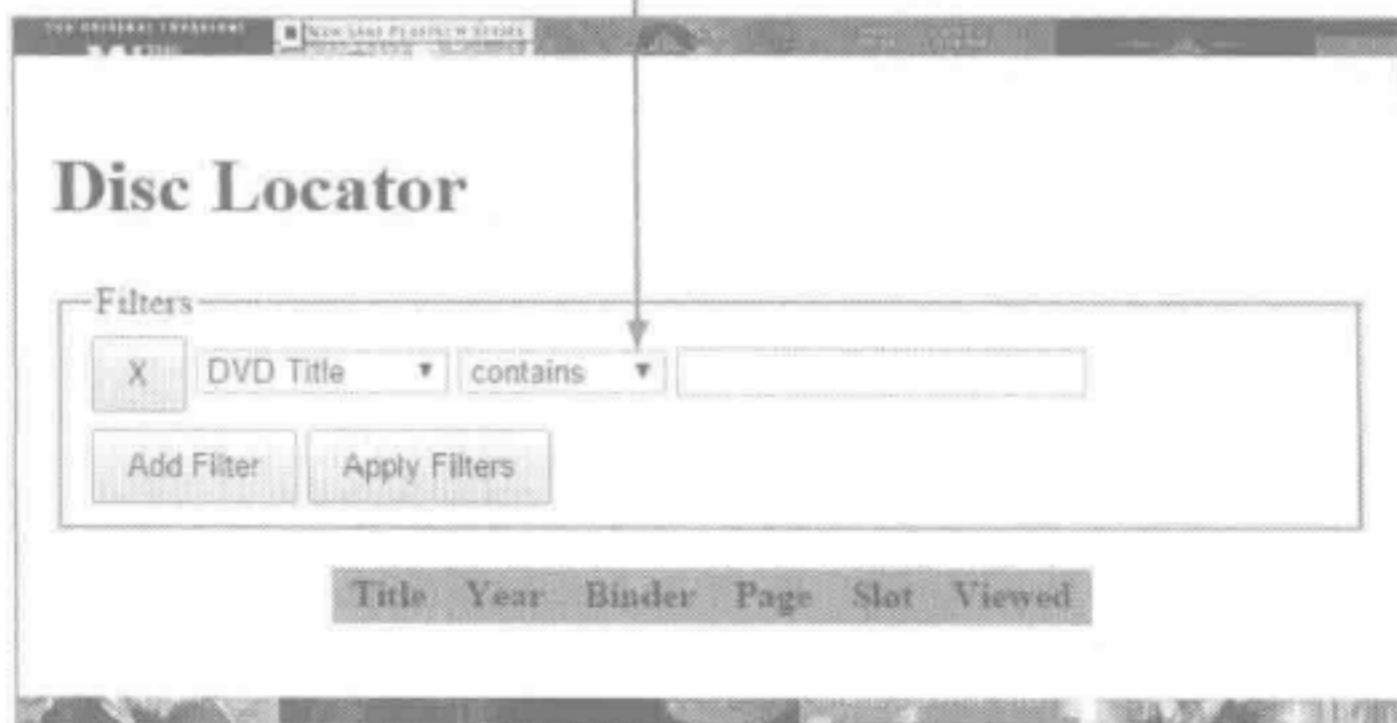 Disc Locator
Filters
X DVD Title contains
Add Filter Apply Filters
Title Year Binder Page Slot Viewed